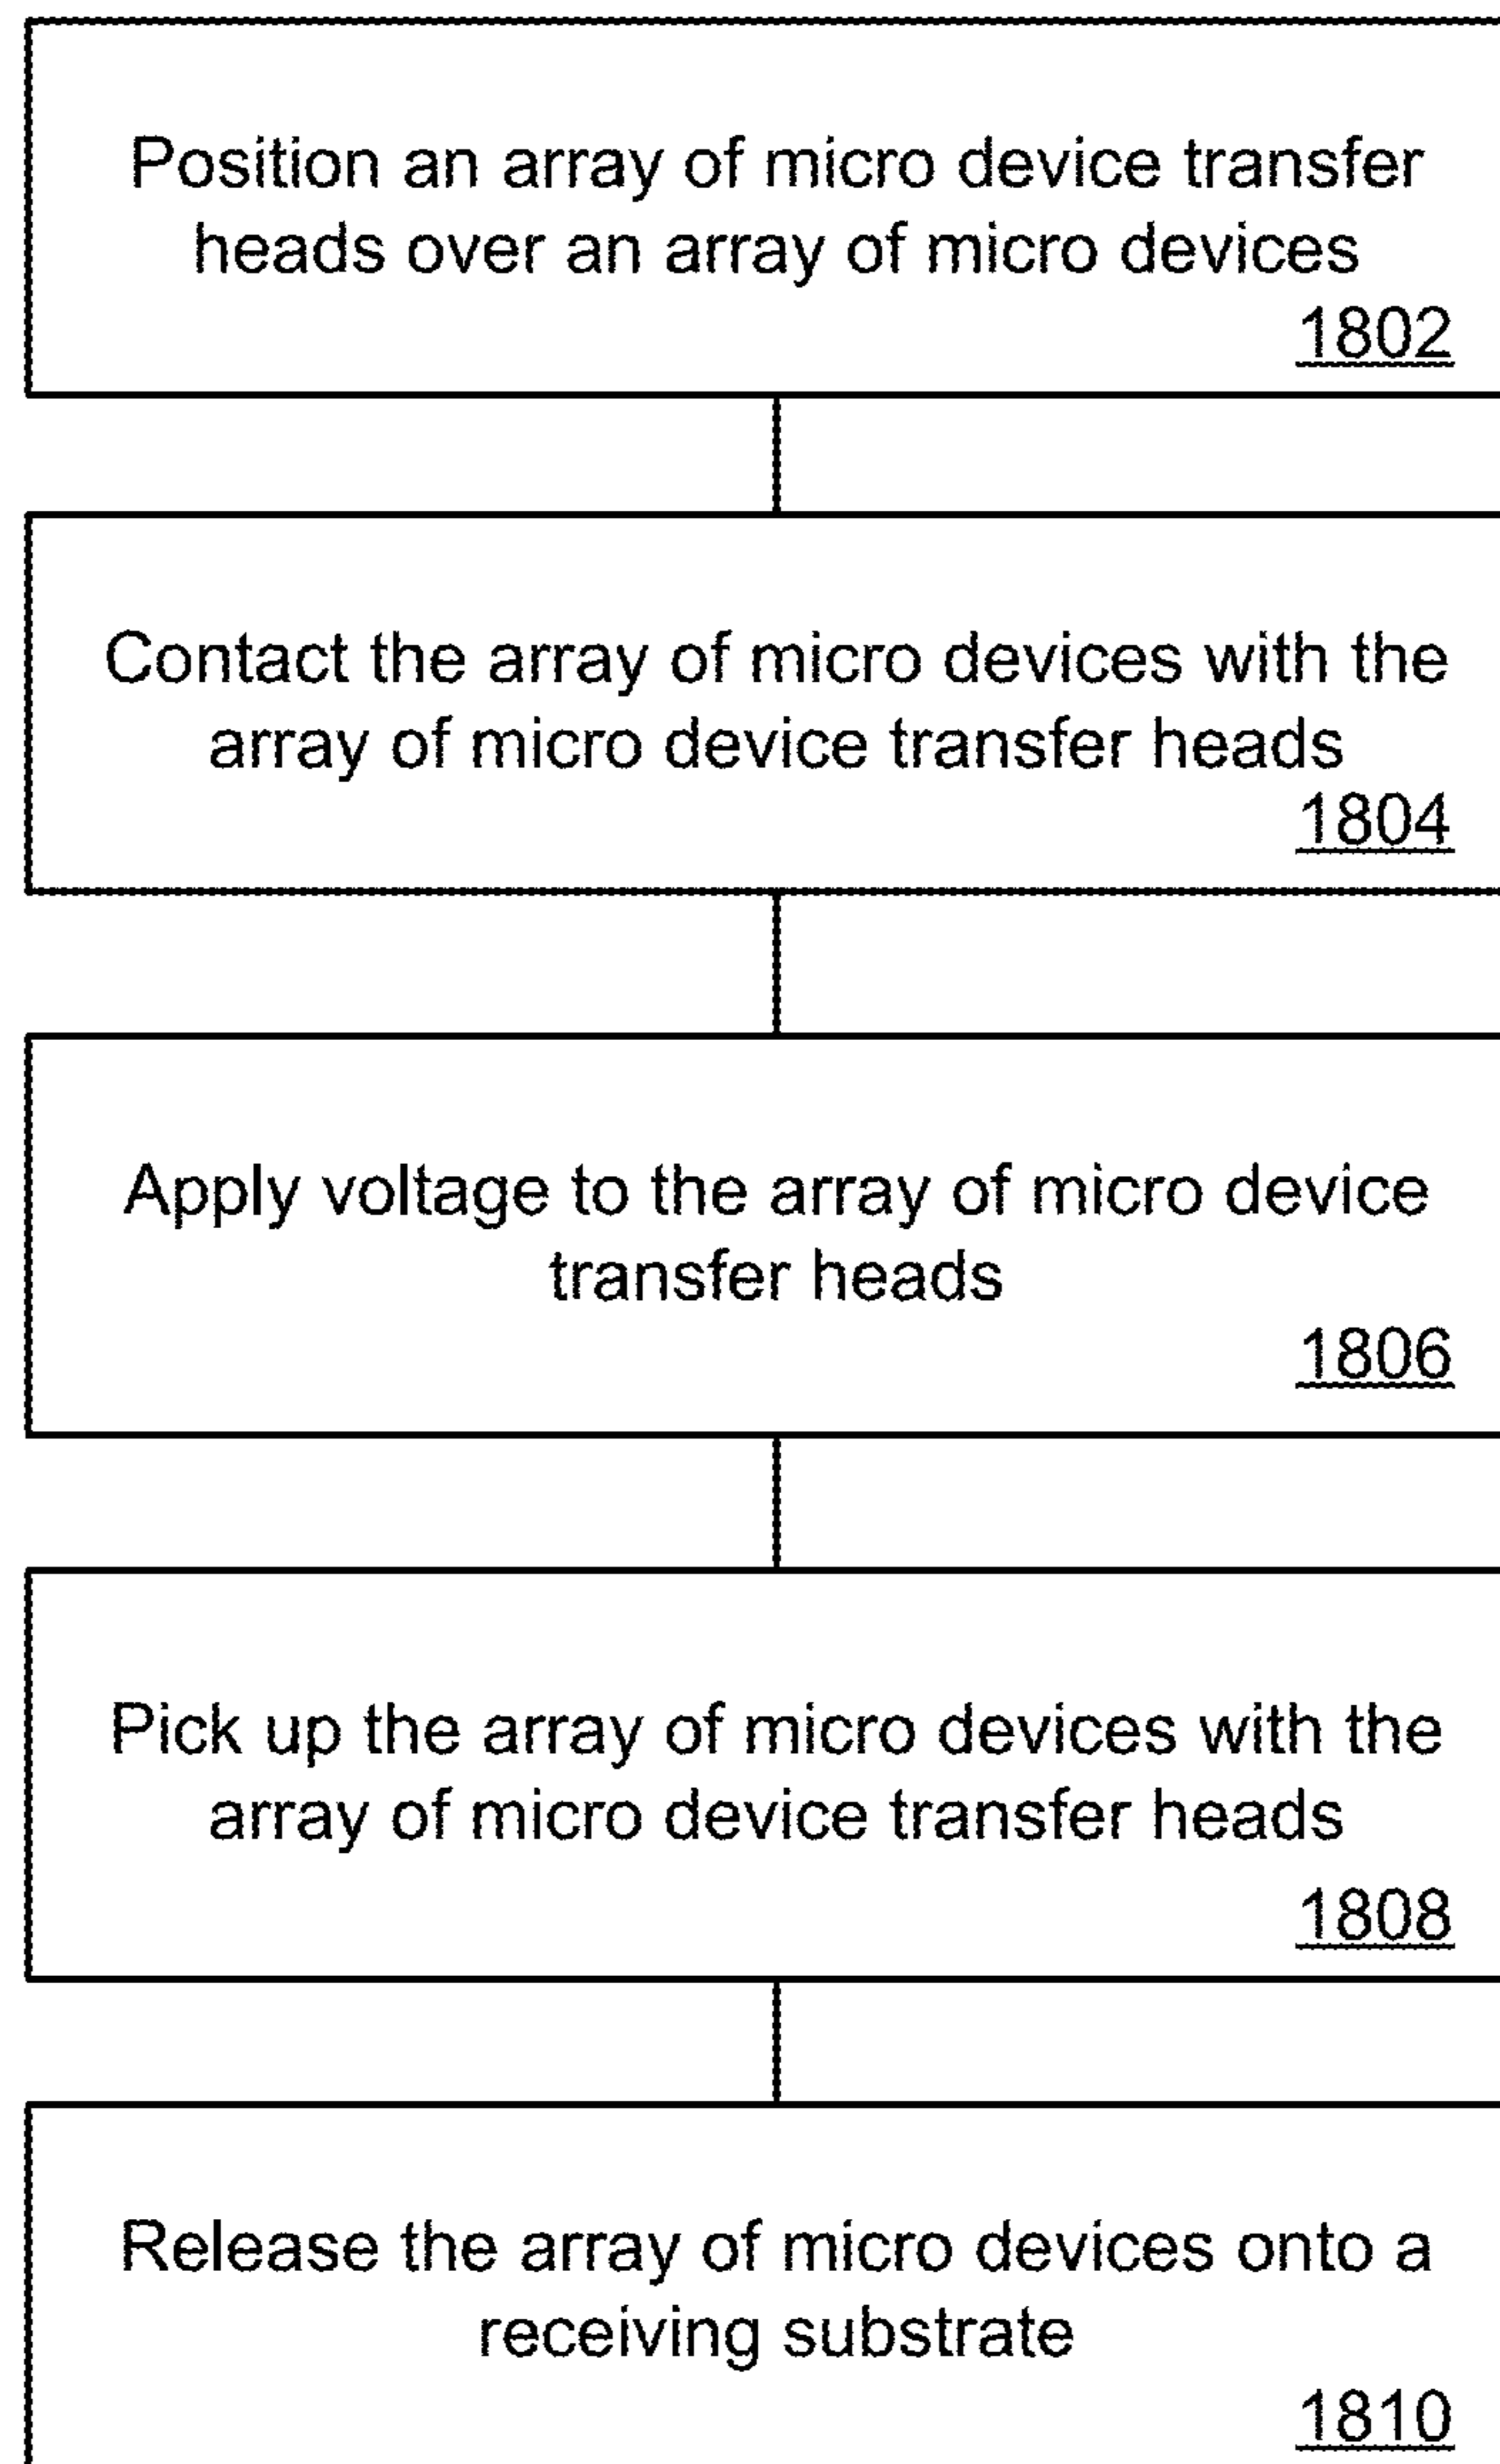 Position an array of micro device transfer
heads over an array of micro devices
1802
Contact the array of micro devices with the
array of micro device transfer heads
1804
Apply voltage to the array of micro device
transfer heads
1806
Pick up the array of micro devices with the
array of micro device transfer heads
1808
Release the array of micro devices onto a
receiving substrate
1810